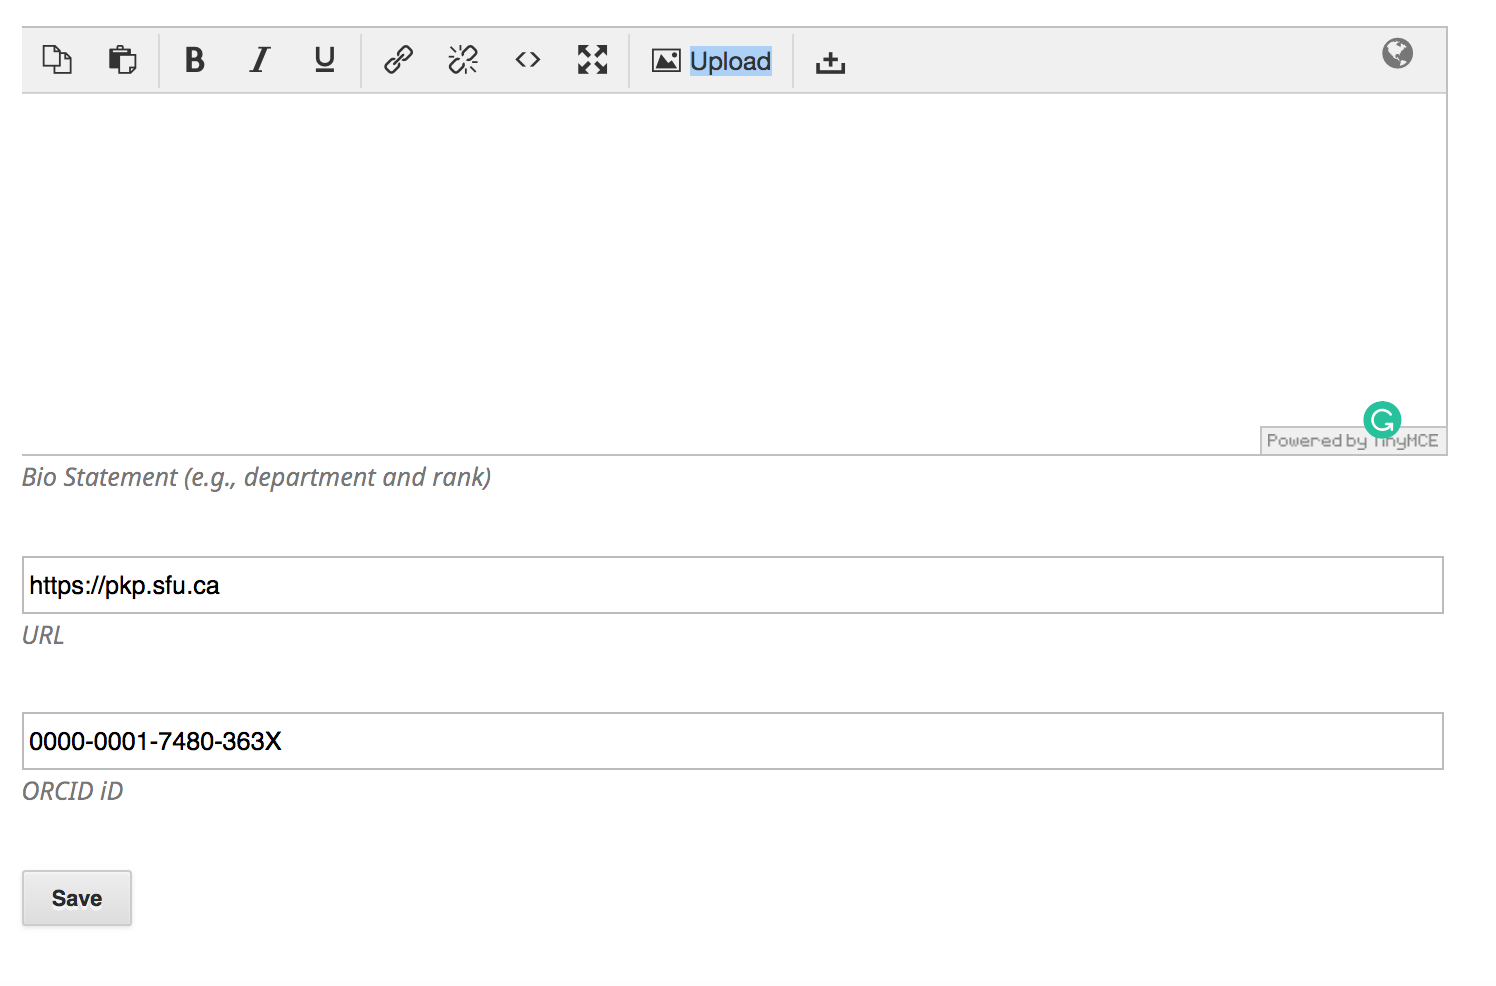 B I U <> Upload
Powered by TinyMCE
Bio Statement (e.g., department and rank)
https://pkp.sfu.ca
URL
0000-0001-7480-363X
ORCID iD
Save